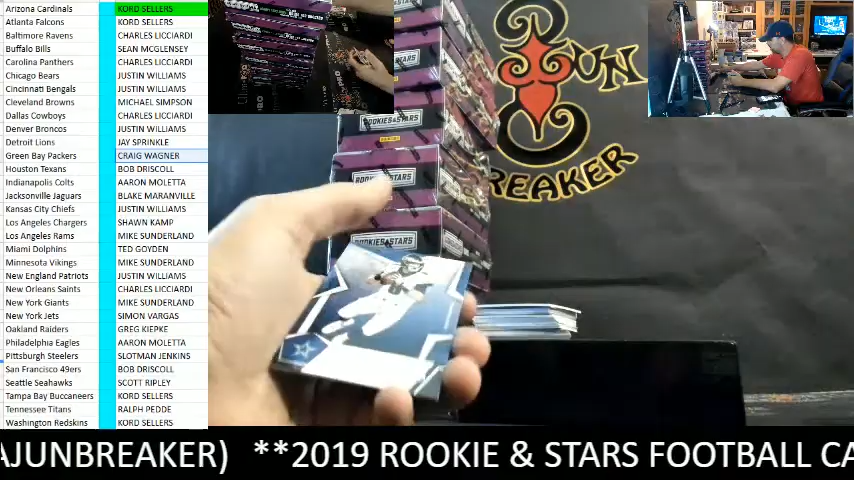 Arizona Cardinals KORD SELLERS
Atlanta Falcons KORD SELLERS
Baltimore Ravens CHARLES LICCIARDI
Buffalo Bills SEAN MCGLENSEY
Carolina Panthers CHARLES LICCIARDI
Chicago Bears JUSTIN WILLIAMS
Cincinnati Bengals JUSTIN WILLIAMS
Cleveland Browns MICHAEL SIMPSON
Dallas Cowboys CHARLES LICCIARDI
Denver Broncos JUSTIN WILLIAMS
Detroit Lions JAY SPRINKLE
Green Bay Packers CRAIG WAGNER
Houston Texans BOB DRISCOLL
Indianapolis Colts AARON MOLETTA
Jacksonville Jaguars BLAKE MARANVILLE
Kansas City Chiefs JUSTIN WILLIAMS
Los Angeles Chargers SHAWN KAMP
Los Angeles Rams MIKE SUNDERLAND
Miami Dolphins TED GOYDEN
Minnesota Vikings MIKE SUNDERLAND
New England Patriots JUSTIN WILLIAMS
New Orleans Saints CHARLES LICCIARDI
New York Giants MIKE SUNDERLAND
New York Jets SIMON VARGAS
Oakland Raiders GREG KIEPKE
Philadelphia Eagles AARON MOLETTA
Pittsburgh Steelers SLOTMAN JENKINS
San Francisco 49ers BOB DRISCOLL
Seattle Seahawks SCOTT RIPLEY
Tampa Bay Buccaneers KORD SELLERS
Tennessee Titans RALPH PEDDE
Washington Redskins KORD SELLERS
UN
REAKER
ROOKIES&STARS
ROOKIES&STARS
ROOKIES&STARS
AJUNBREAKER) **2019 ROOKIE & STARS FOOTBALL CA